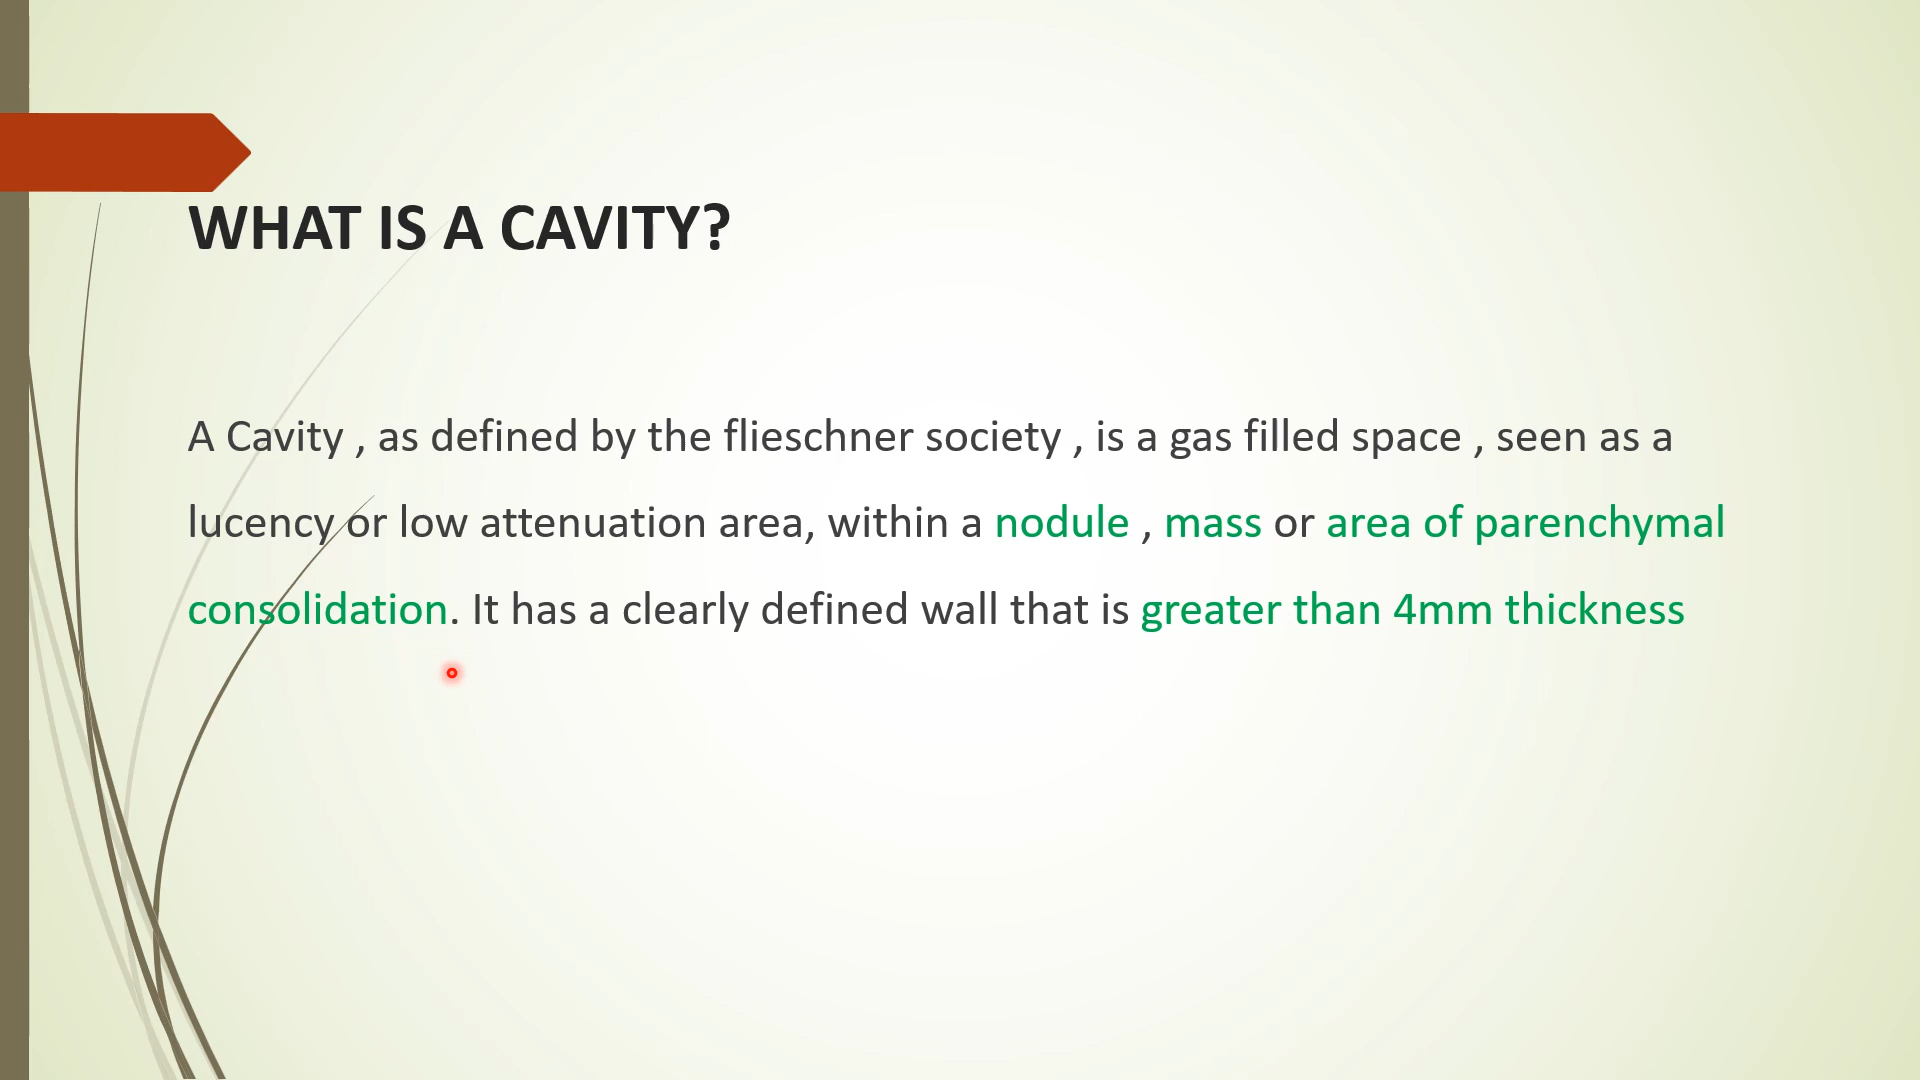 WHAT IS A CAVITY?
A Cavity , as defined by the flieschner society , is a gas filled space , seen as a
lucency or low attenuation area, within a nodule , mass or area of parenchymal
consolidation. It has a clearly defined wall that is greater than 4mm thickness